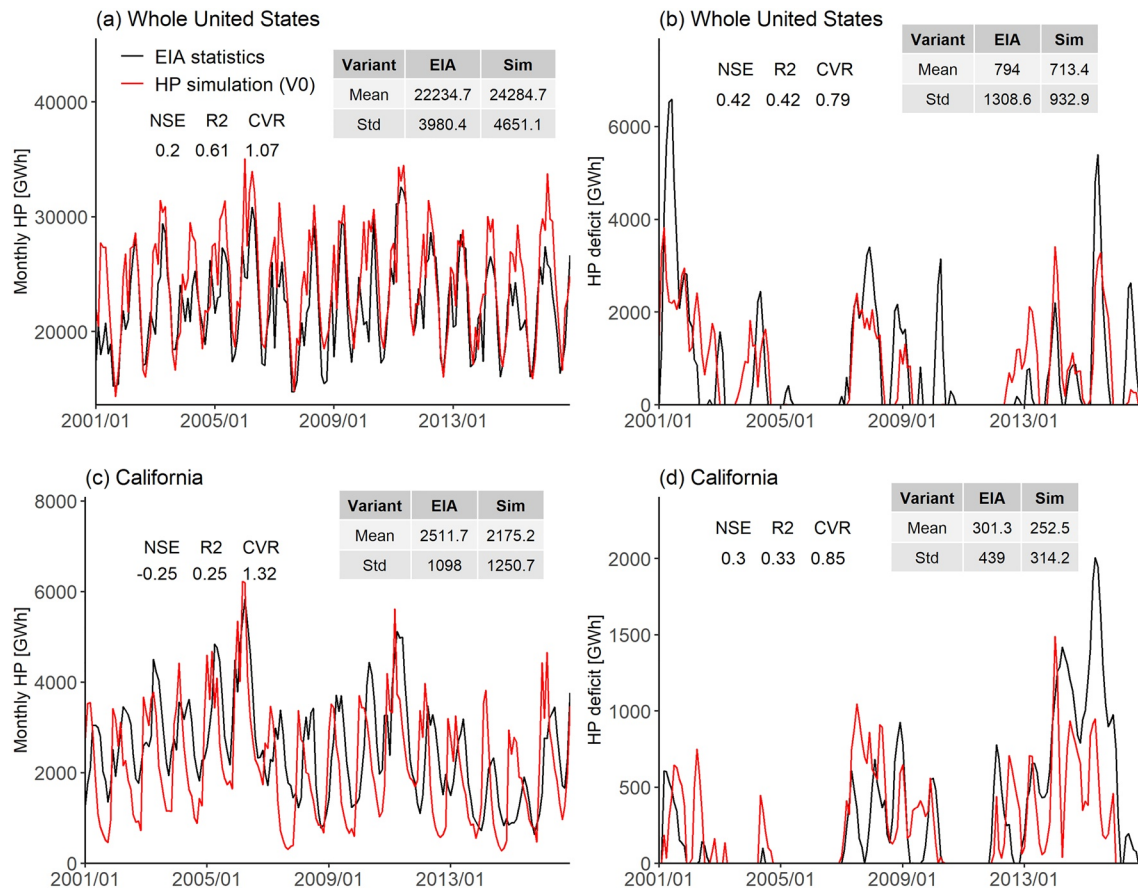 (a) Whole United States
EIA statistics
HP simulation (V0)
NSE R2 CVR
0.2 0.61 1.07
Variant EIA Sim
Mean 22234.7 24284.7
Std 3980.4 4651.1
Monthly HP [GWh]
40000
30000
20000
2001/01 2005/01 2009/01 2013/01
(b) Whole United States
NSE R2 CVR
0.42 0.42 0.79
Variant EIA Sim
Mean 794 713.4
Std 1308.6 932.9
HP deficit [GWh]
6000
4000
2000
0
2001/01 2005/01 2009/01 2013/01
(c) California
NSE R2 CVR
-0.25 0.25 1.32
Variant EIA Sim
Mean 2511.7 2175.2
Std 1098 1250.7
Monthly HP [GWh]
8000
6000
4000
2000
0
2001/01 2005/01 2009/01 2013/01
(d) California
NSE R2 CVR
0.3 0.33 0.85
Variant EIA Sim
Mean 301.3 252.5
Std 439 314.2
HP deficit [GWh]
2000
1500
1000
500
0
2001/01 2005/01 2009/01 2013/01